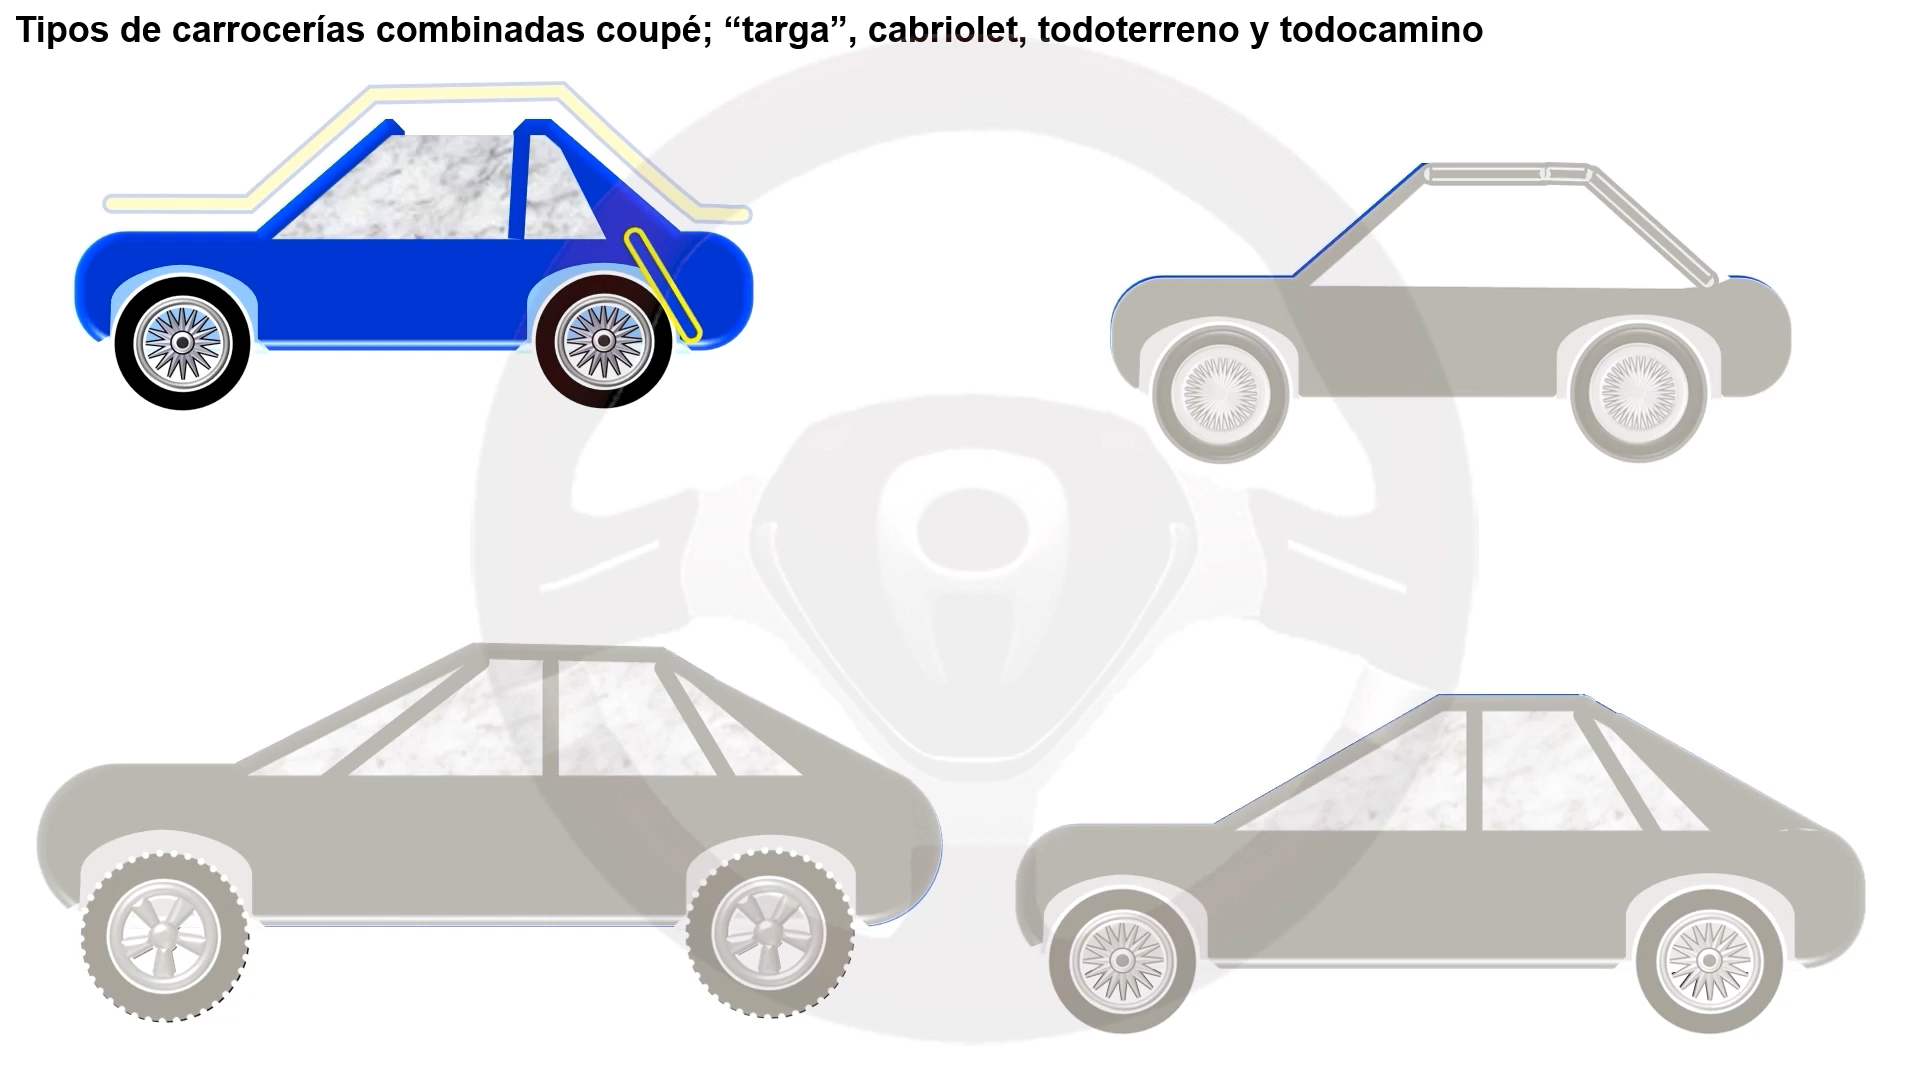 Tipos de carrocerías combinadas coupé; “targa”, cabriolet, todoterreno y todocamino